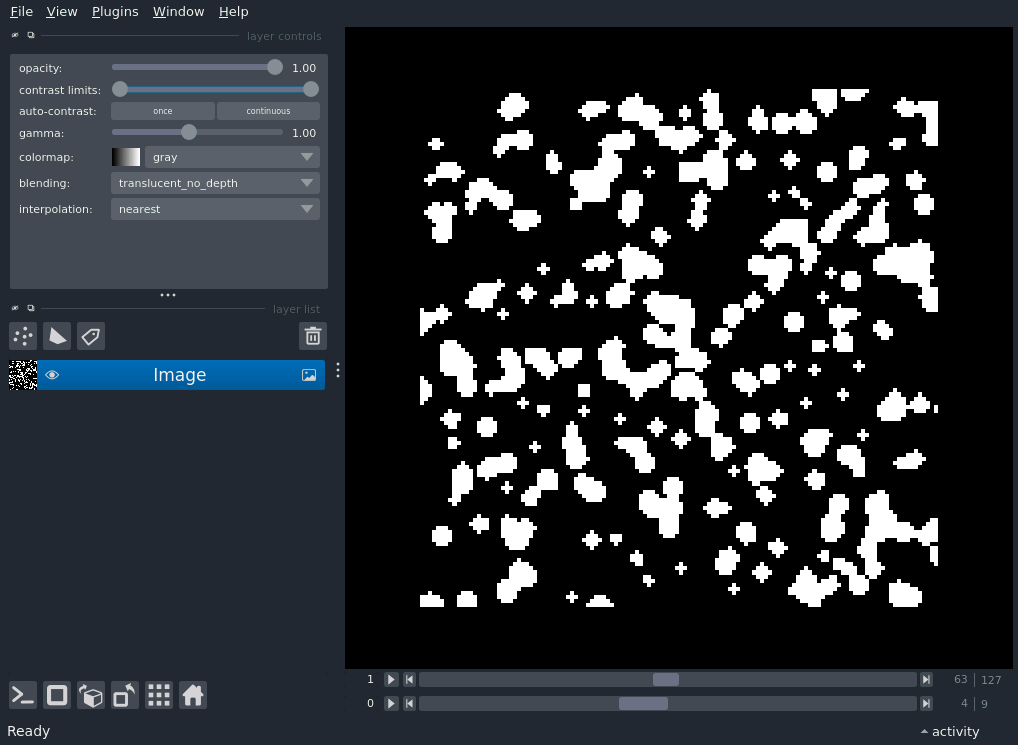 File View Plugins Window Help
layer controls
opacity: 1.00
contrast limits:
auto-contrast: once continuous
gamma: 1.00
colormap: gray
blending: translucent_no_depth
interpolation: nearest
layer list
Image
1 63 127
0 4 9
Ready activity